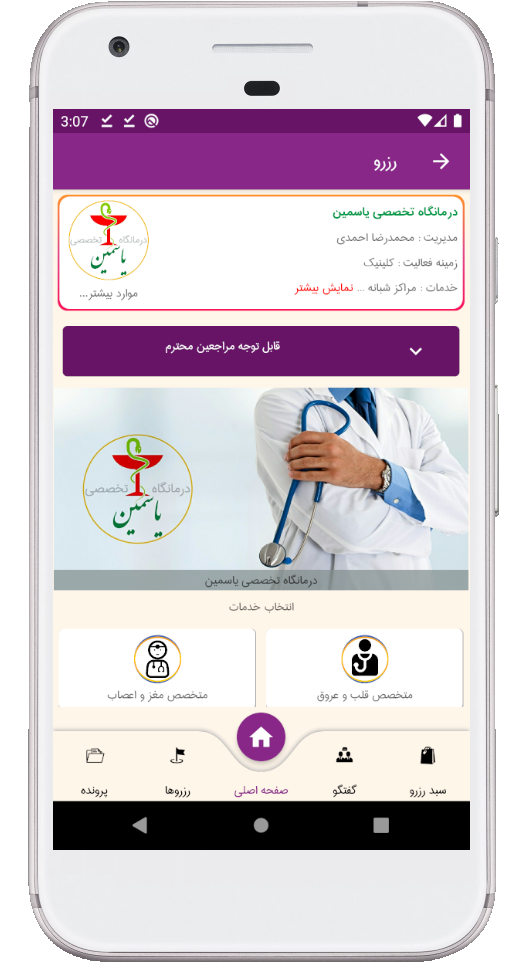 3:07
رزرو
درمانگاه تخصصی یاسمین
مدیریت : محمدرضا احمدی
زمینه فعالیت : کلینیک
خدمات : مراکز شبانه ... نمایش بیشتر
درمانگاه تخصصی
یاسمین
موارد بیشتر...
قابل توجه مراجعین محترم
درمانگاه تخصصی
یاسمین
درمانگاه تخصصی یاسمین
انتخاب خدمات
متخصص قلب و عروق
متخصص مغز و اعصاب
سبد رزرو
گفتگو
صفحه اصلی
رزروها
پرونده